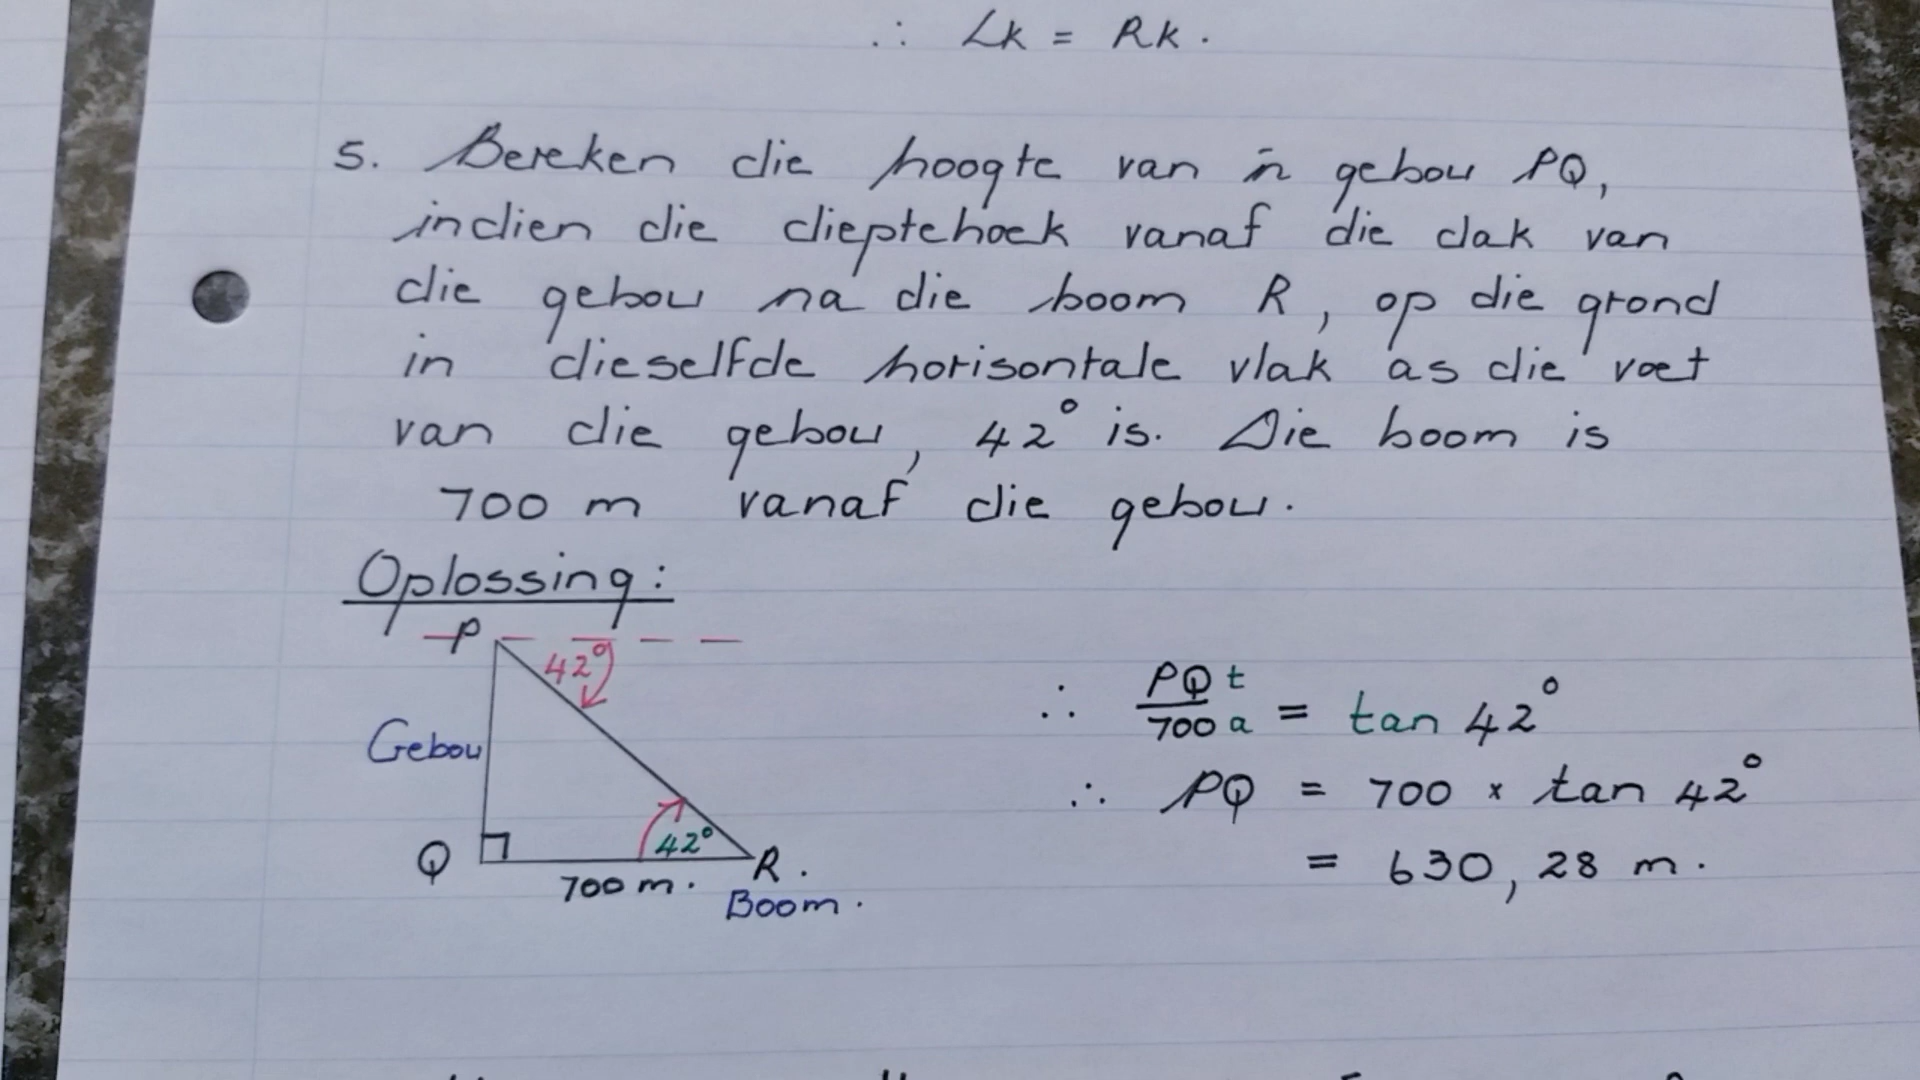 ∴ Lk = Rk.
5. Bereken die hoogte van 'n gebou PQ,
indien die dieptehoek vanaf die dak van
die gebou na die boom R, op die grond
in dieselfde horisontale vlak as die voet
van die gebou, 42° is. Die boom is
700 m vanaf die gebou.
Oplossing:
P
42°
Gebou
Q
42°
R.
700 m.
Boom.
∴ PQ t / 700 a = tan 42°
∴ PQ = 700 × tan 42°
= 630,28 m.